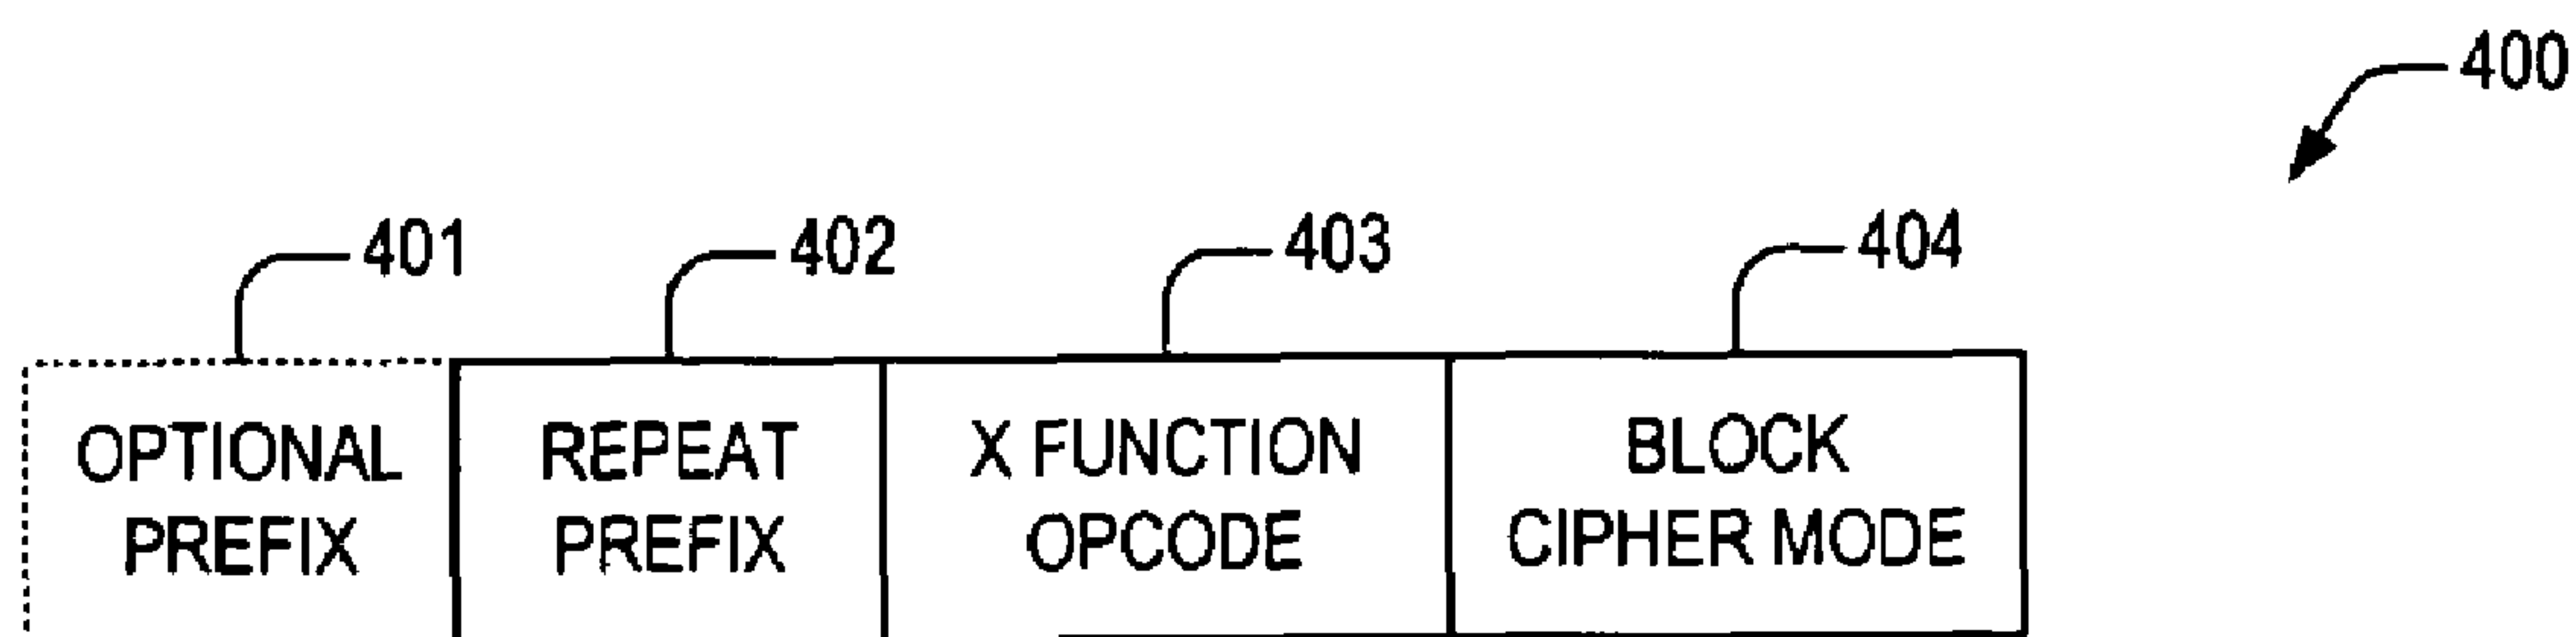 400
401
402
403
404
OPTIONAL
PREFIX
REPEAT
PREFIX
X FUNCTION
OPCODE
BLOCK
CIPHER MODE